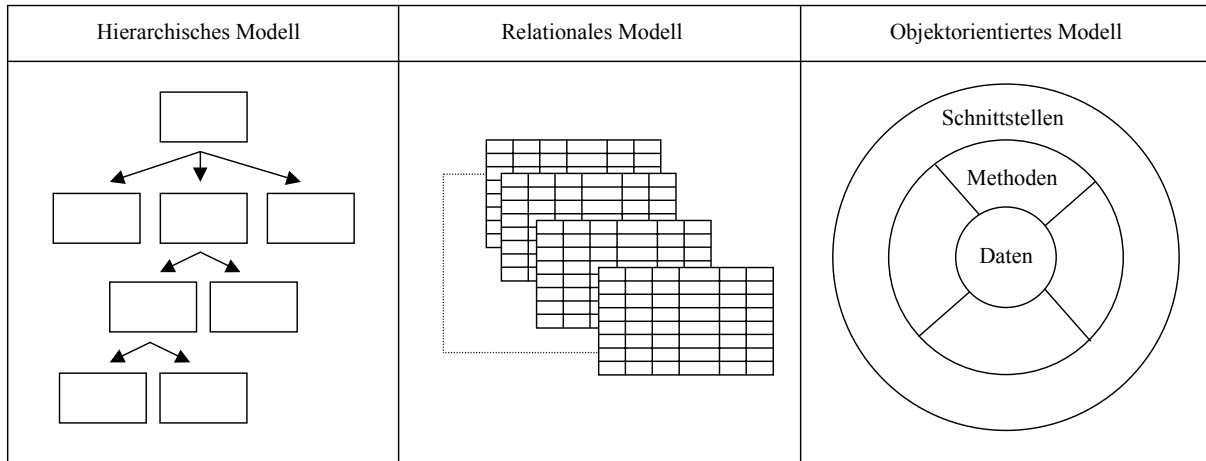 Hierarchisches Modell
Relationales Modell
Objektorientiertes Modell
Schnittstellen
Methoden
Daten